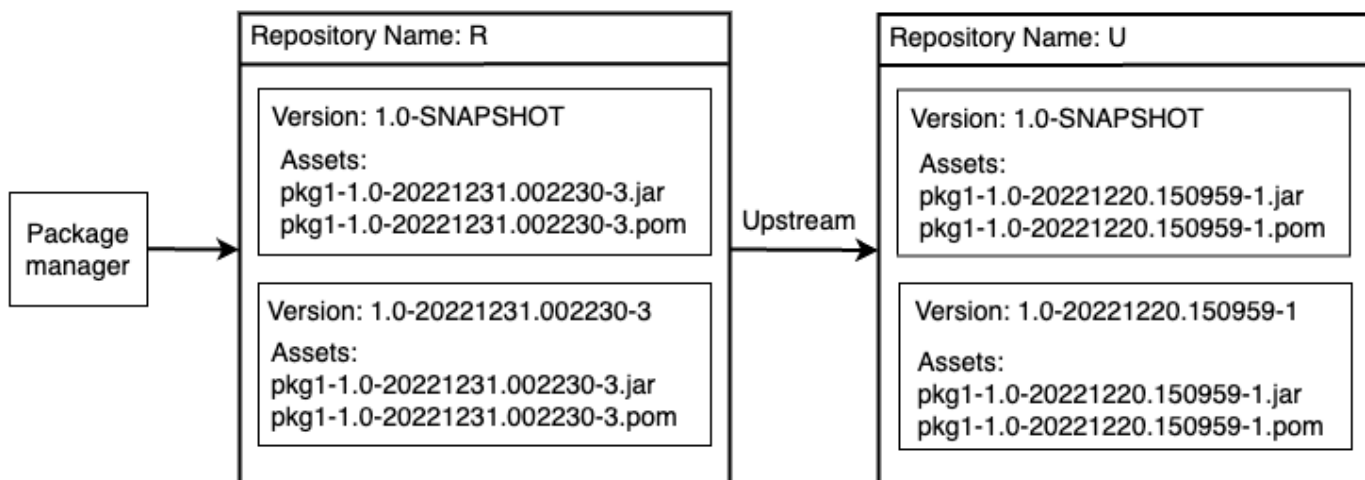 Package
manager
Repository Name: R
Version: 1.0-SNAPSHOT
Assets:
pkg1-1.0-20221231.002230-3.jar
pkg1-1.0-20221231.002230-3.pom
Version: 1.0-20221231.002230-3
Assets:
pkg1-1.0-20221231.002230-3.jar
pkg1-1.0-20221231.002230-3.pom
Upstream
Repository Name: U
Version: 1.0-SNAPSHOT
Assets:
pkg1-1.0-20221220.150959-1.jar
pkg1-1.0-20221220.150959-1.pom
Version: 1.0-20221220.150959-1
Assets:
pkg1-1.0-20221220.150959-1.jar
pkg1-1.0-20221220.150959-1.pom